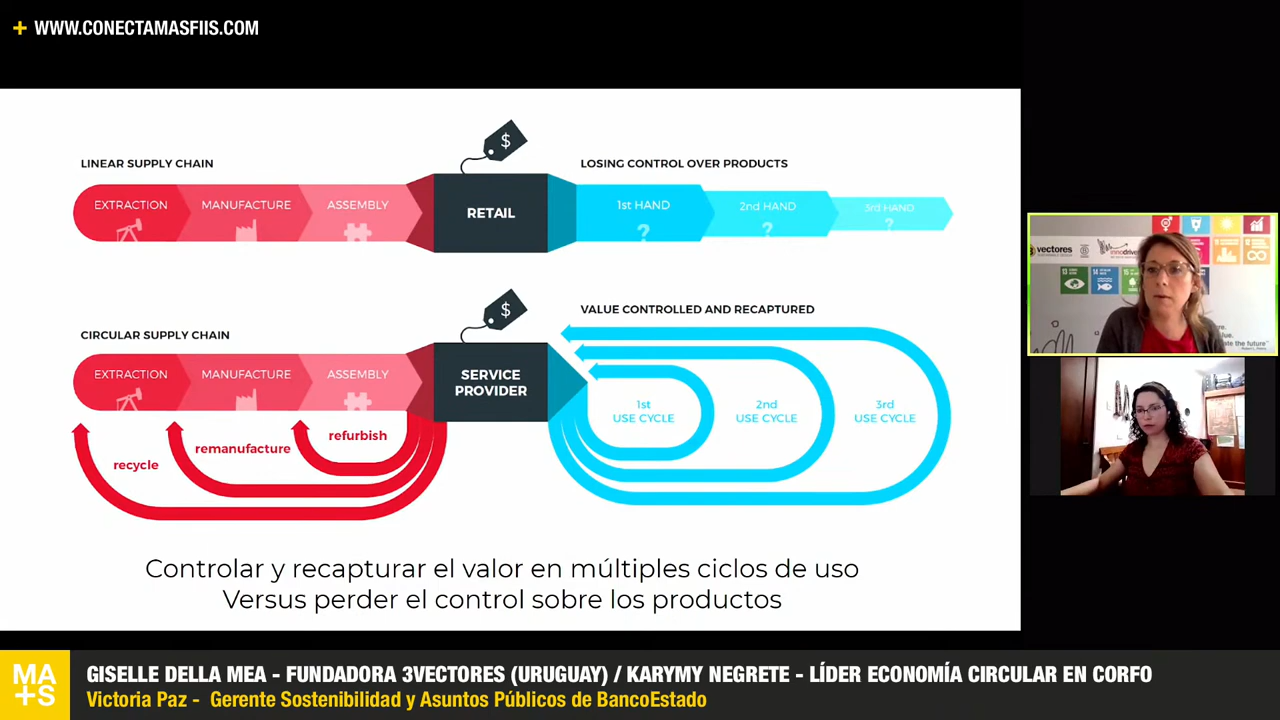 + WWW.CONECTAMASFIIS.COM
$
LINEAR SUPPLY CHAIN
LOSING CONTROL OVER PRODUCTS
EXTRACTION
MANUFACTURE
ASSEMBLY
RETAIL
1st HAND
2nd HAND
3rd HAND
?
?
?
$
CIRCULAR SUPPLY CHAIN
VALUE CONTROLLED AND RECAPTURED
EXTRACTION
MANUFACTURE
ASSEMBLY
SERVICE
PROVIDER
1st
USE CYCLE
2nd
USE CYCLE
3rd
USE CYCLE
recycle
remanufacture
refurbish
Controlar y recapturar el valor en múltiples ciclos de uso
Versus perder el control sobre los productos
vectores
13
14
15
MA
+S
GISELLE DELLA MEA - FUNDADORA 3VECTORES (URUGUAY) / KARYMY NEGRETE - LÍDER ECONOMÍA CIRCULAR EN CORFO
Victoria Paz - Gerente Sostenibilidad y Asuntos Públicos de BancoEstado